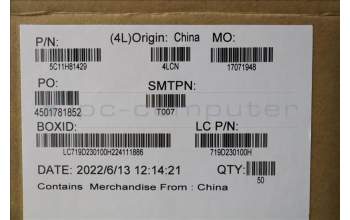 P/N: (4L)Origin: China MO:
5C11H81429 4LCN 17071948
PO: SMTPN:
4501781852 T007
BOXID: LC P/N:
LC719D230100H224111886 719D230100H
DATE: 2022/6/13 12:14:21 QTY:
50
Contains Merchandise From : China